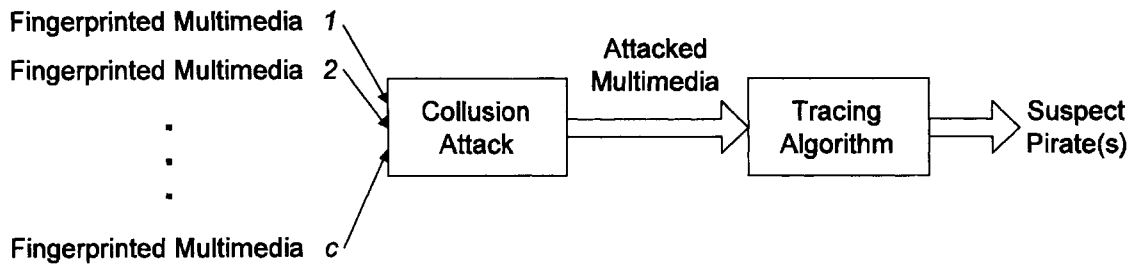 Fingerprinted Multimedia 1
Fingerprinted Multimedia 2
Fingerprinted Multimedia c
Collusion
Attack
Attacked
Multimedia
Tracing
Algorithm
Suspect
Pirate(s)